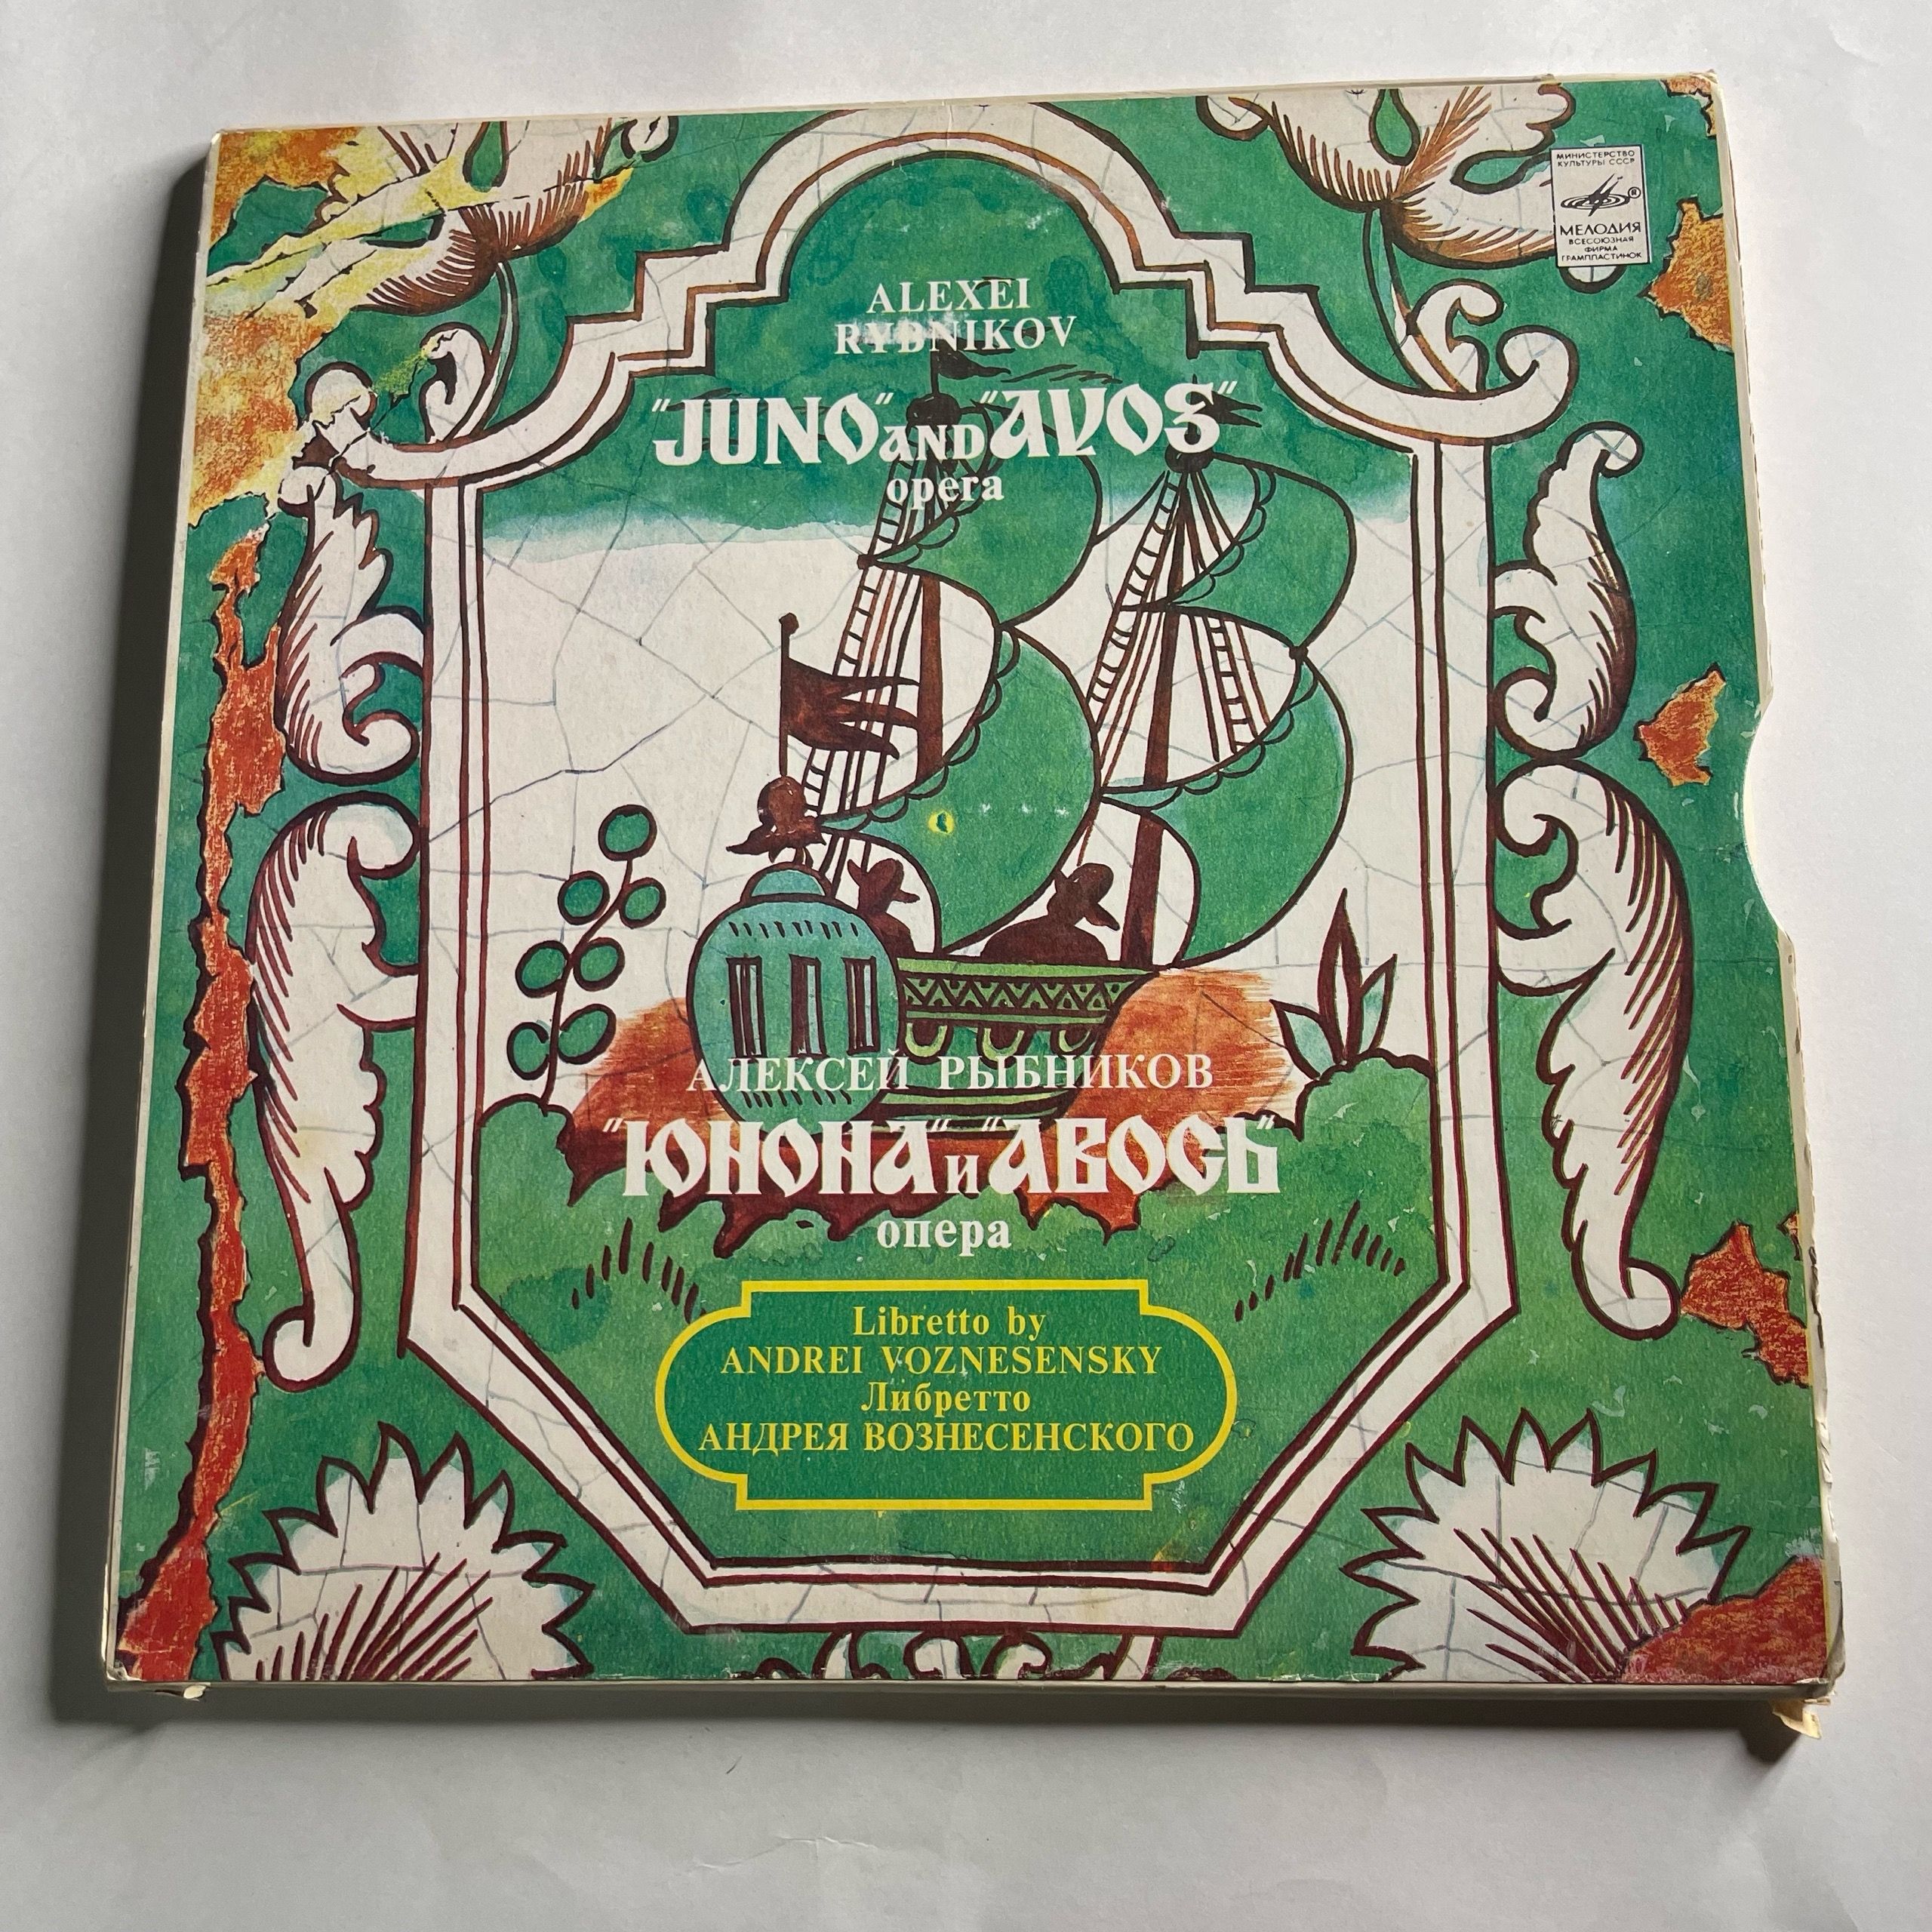 МИНИСТЕРСТВО
КУЛЬТУРЫ СССР
®
МЕЛОДИЯ
ВСЕСОЮЗНАЯ
ФИРМА
ГРАМПЛАСТИНОК
ALEXEI
RYBNIKOV
"JUNO" AND "AVOS"
opera
АЛЕКСЕЙ РЫБНИКОВ
"ЮНОНА" и "АВОСЬ"
опера
Libretto by
ANDREI VOZNESENSKY
Либретто
АНДРЕЯ ВОЗНЕСЕНСКОГО